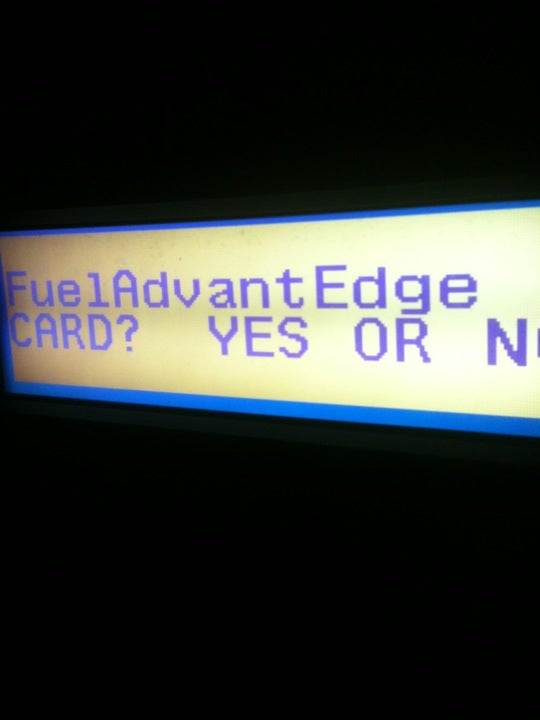 FuelAdvantEdge
CARD? YES OR